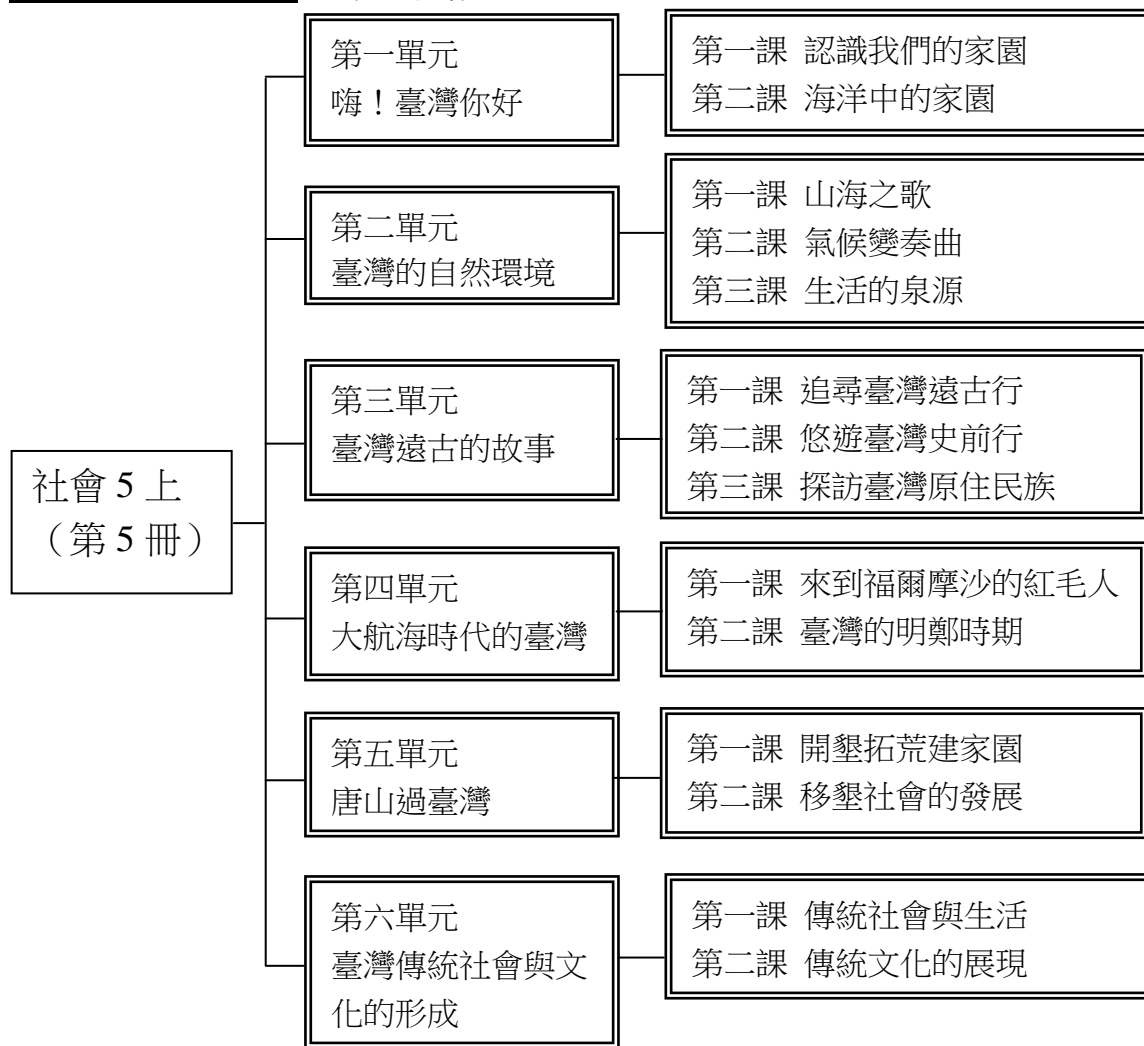 第一單元
嗨！臺灣你好
第一課 認識我們的家園
第二課 海洋中的家園
第二單元
臺灣的自然環境
第一課 山海之歌
第二課 氣候變奏曲
第三課 生活的泉源
第三單元
臺灣遠古的故事
第一課 追尋臺灣遠古行
第二課 悠遊臺灣史前行
第三課 探訪臺灣原住民族
社會 5 上
（第 5 冊）
第四單元
大航海時代的臺灣
第一課 來到福爾摩沙的紅毛人
第二課 臺灣的明鄭時期
第五單元
唐山過臺灣
第一課 開墾拓荒建家園
第二課 移墾社會的發展
第六單元
臺灣傳統社會與文
化的形成
第一課 傳統社會與生活
第二課 傳統文化的展現